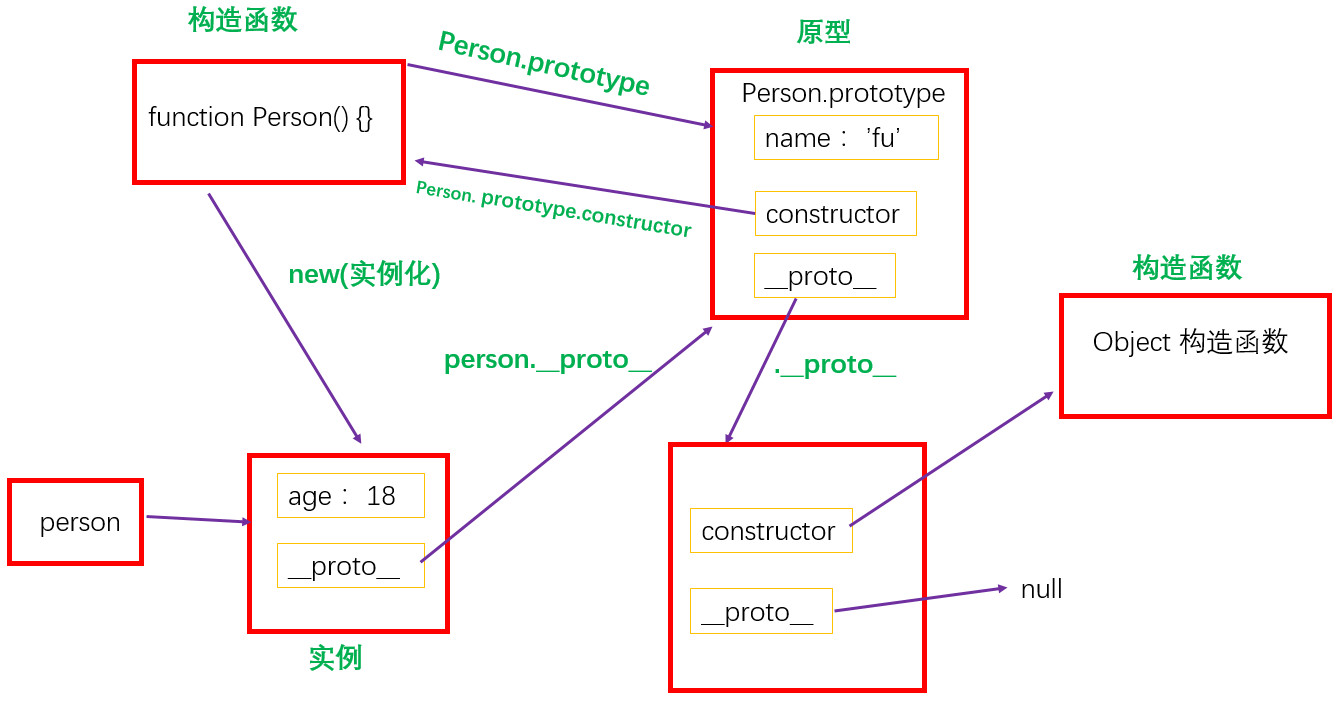 构造函数
原型
Person.prototype
function Person() {}
Person.prototype
name： 'fu'
Person. prototype.constructor
constructor
new(实例化)
__proto__
构造函数
Object 构造函数
person.__proto__
.__proto__
person
age： 18
__proto__
实例
constructor
__proto__
null